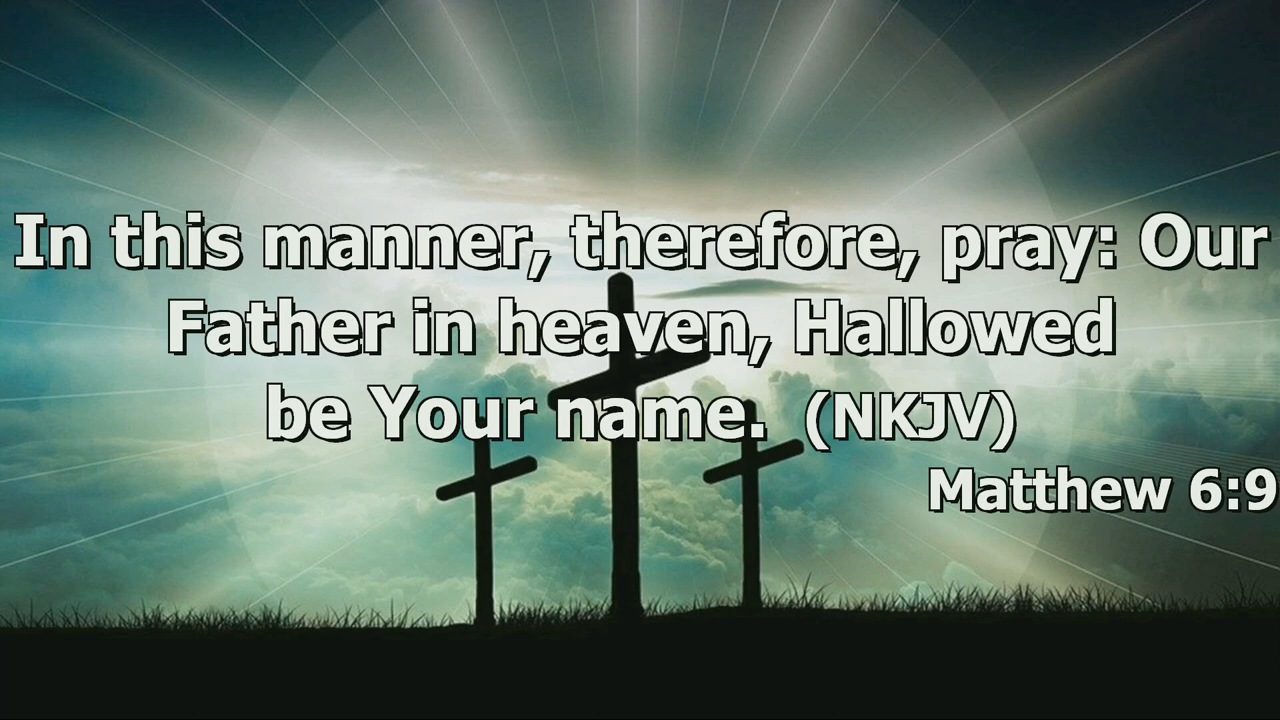 In this manner, therefore, pray: Our
Father in heaven, Hallowed
be Your name. (NKJV)
Matthew 6:9